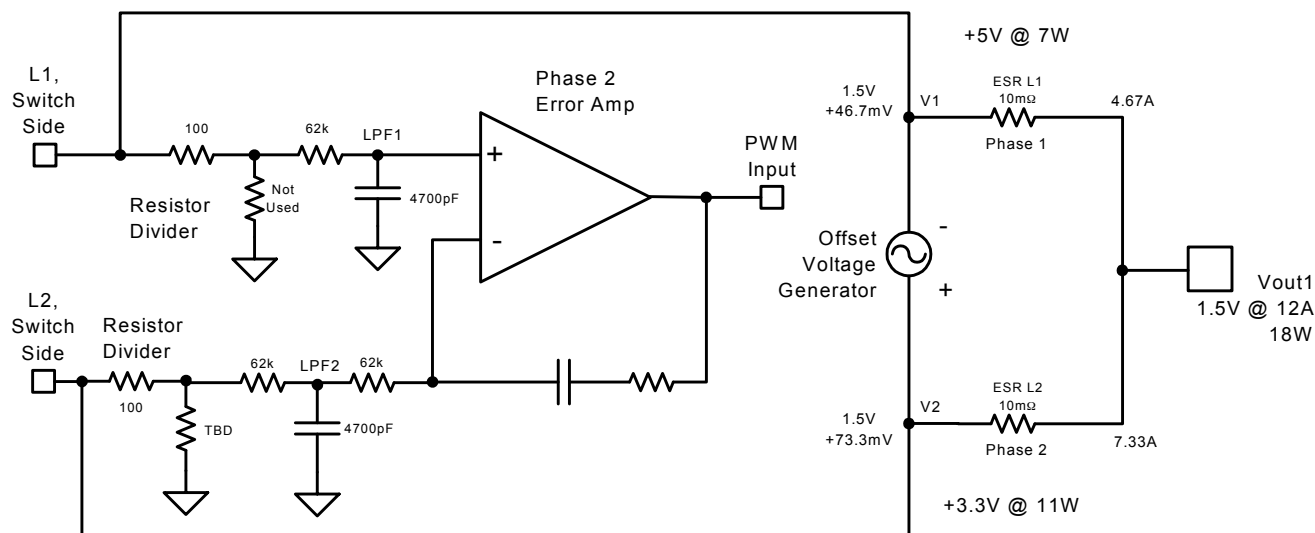 +5V @ 7W
L1,
Switch
Side
Phase 2
Error Amp
1.5V
+46.7mV
V1
ESR L1
10mΩ
4.67A
Phase 1
100
62k
LPF1
+
-
PWM
Input
Not
Used
4700pF
Resistor
Divider
Offset
Voltage
Generator
-
+
Vout1
1.5V @ 12A
18W
L2,
Switch
Side
Resistor
Divider
100
TBD
62k
LPF2
62k
4700pF
1.5V
+73.3mV
V2
ESR L2
10mΩ
7.33A
Phase 2
+3.3V @ 11W